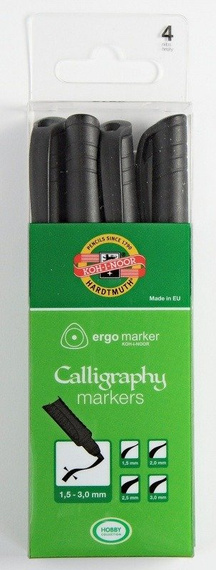 4
PENCILS SINCE 1790
KOH-I-NOOR
HARDTMUTH
Made in EU
ergo marker
KOH-I-NOOR
Calligraphy
markers
1,5 - 3,0 mm
1,5 mm
2,0 mm
2,5 mm
3,0 mm
HOBBY